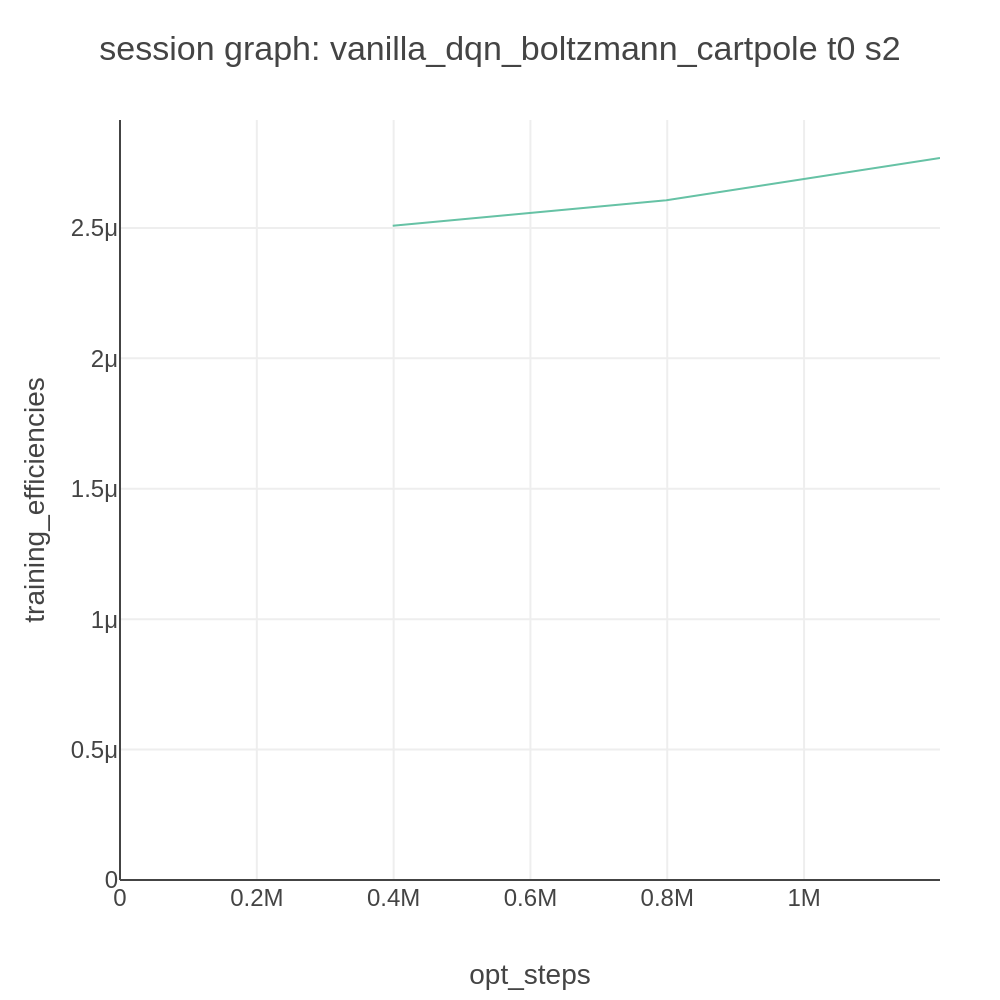 session graph: vanilla_dqn_boltzmann_cartpole t0 s2
2.5μ
2μ
1.5μ
1μ
0.5μ
0
training_efficiencies
0
0.2M
0.4M
0.6M
0.8M
1M
opt_steps